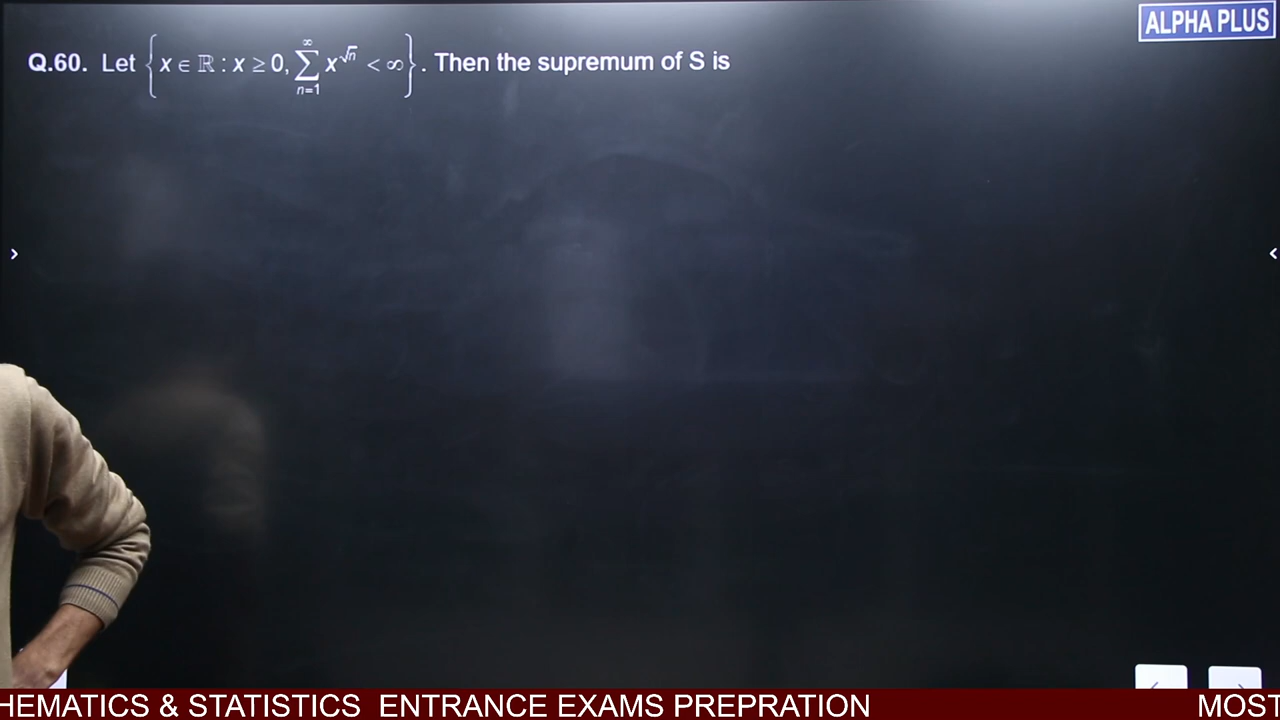 ALPHA PLUS
Q.60. Let {x ∈ ℝ : x ≥ 0, ∑_{n=1}^{∞} x^{√n} < ∞}. Then the supremum of S is
HEMATICS & STATISTICS ENTRANCE EXAMS PREPRATION MOST